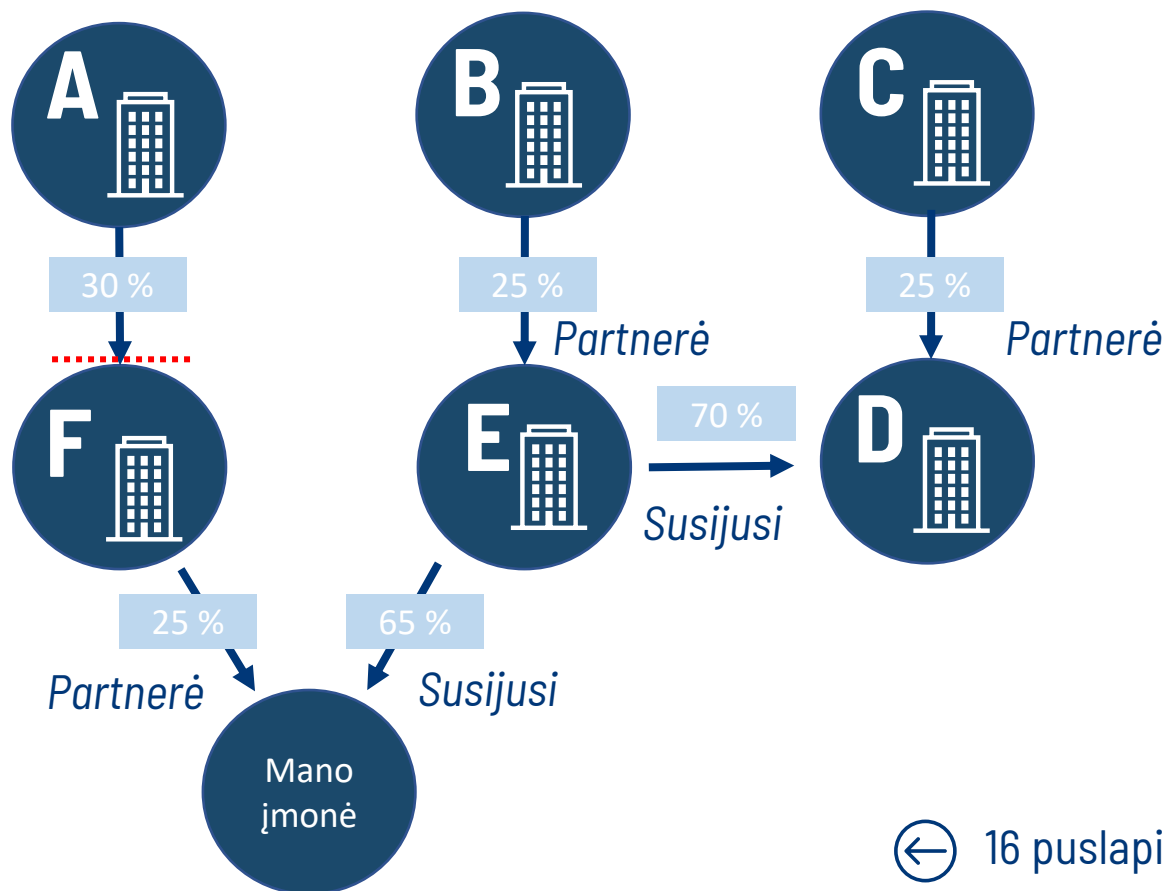 A
B
C
30 %
25 %
25 %
Partnerė
Partnerė
F
E
70 %
D
Susijusi
25 %
65 %
Partnerė
Susijusi
Mano
įmonė
16 puslapi